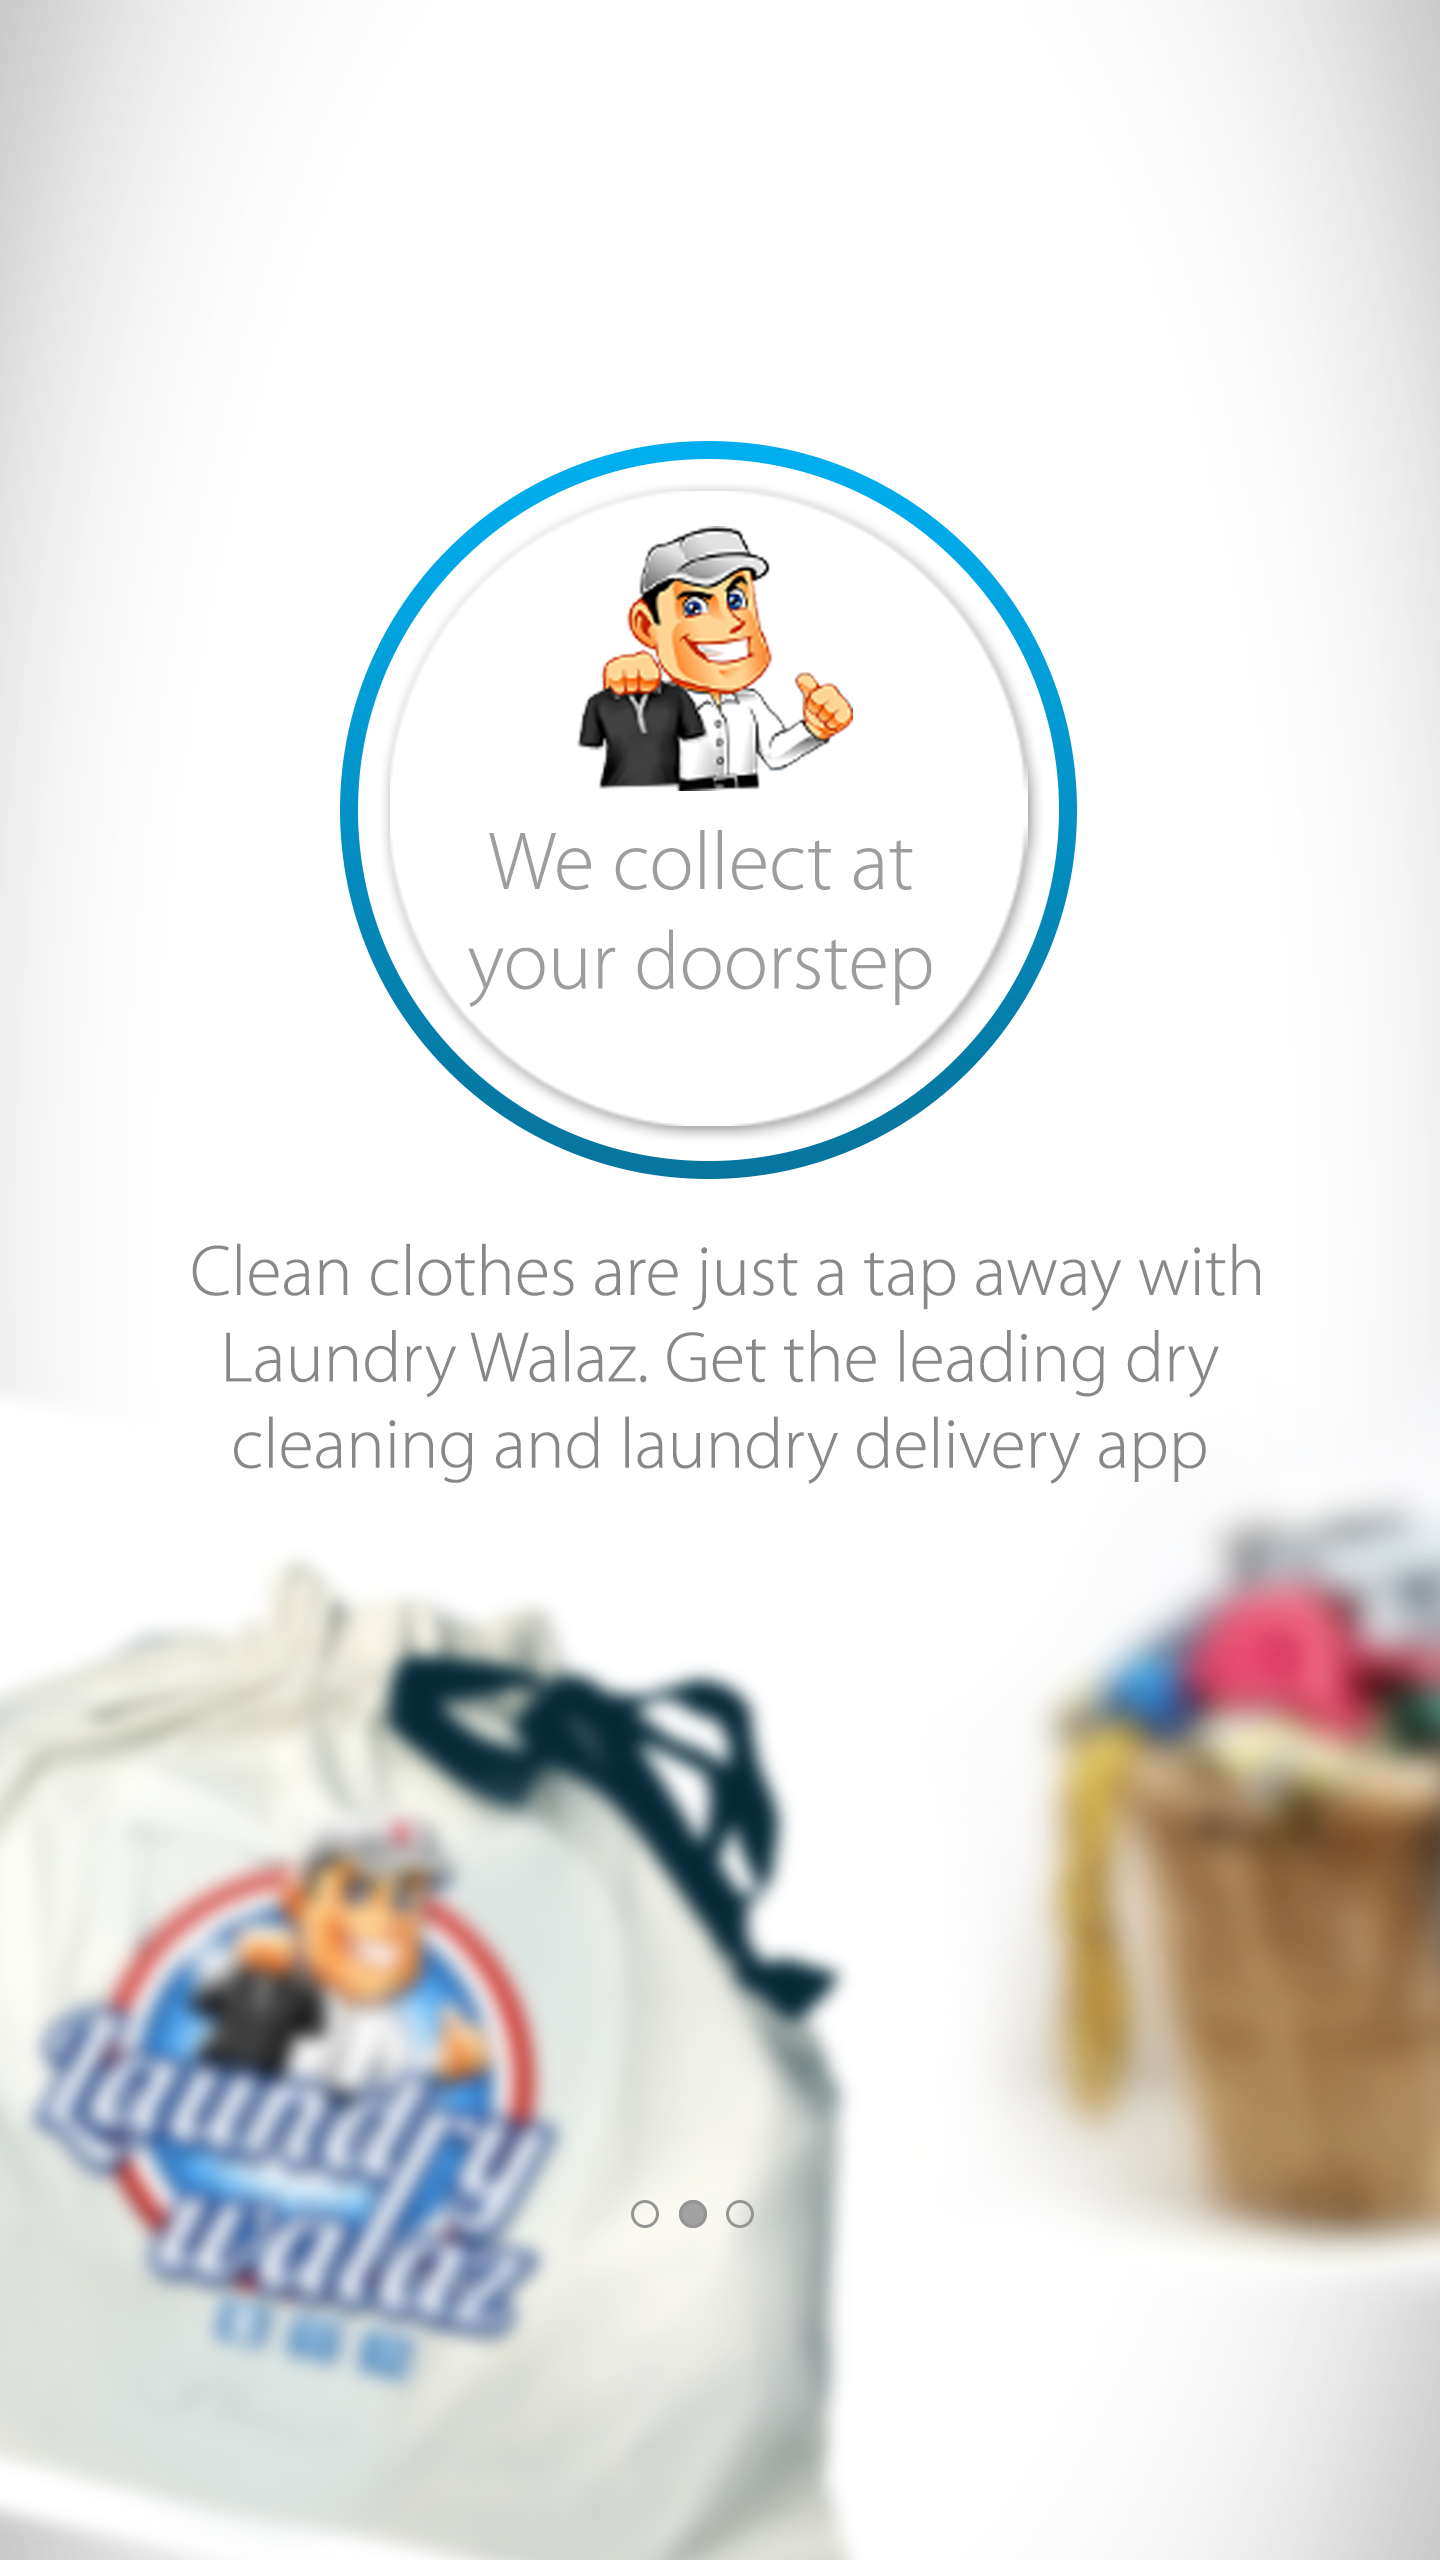 We collect at
your doorstep
Clean clothes are just a tap away with
Laundry Walaz. Get the leading dry
cleaning and laundry delivery app
Laundry
walaz